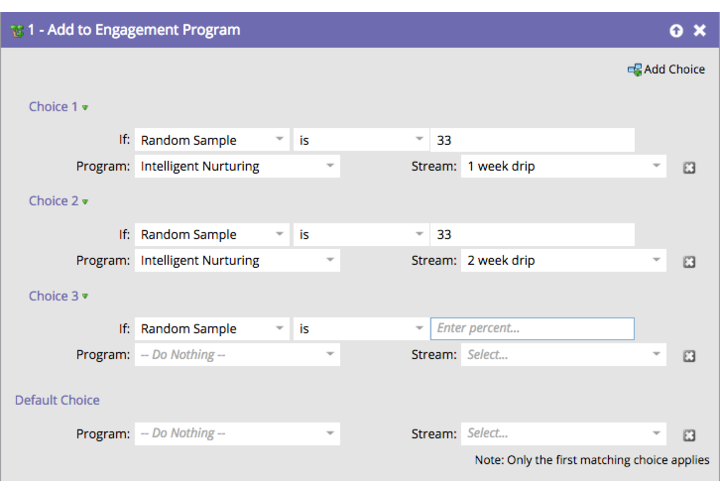 1 - Add to Engagement Program
Add Choice
Choice 1
If: Random Sample is 33
Program: Intelligent Nurturing Stream: 1 week drip
Choice 2
If: Random Sample is 33
Program: Intelligent Nurturing Stream: 2 week drip
Choice 3
If: Random Sample is Enter percent...
Program: -- Do Nothing -- Stream: Select...
Default Choice
Program: -- Do Nothing -- Stream: Select...
Note: Only the first matching choice applies